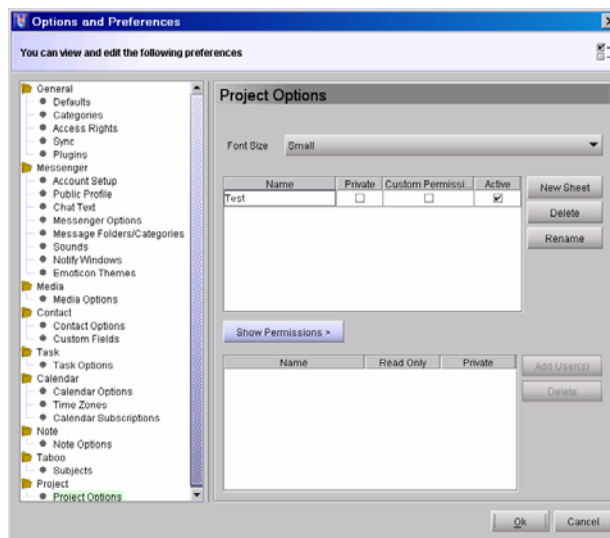 Options and Preferences
You can view and edit the following preferences
General
Defaults
Categories
Access Rights
Sync
Plugins
Messenger
Account Setup
Public Profile
Chat Text
Messenger Options
Message Folders/Categories
Sounds
Notify Windows
Emoticon Themes
Media
Media Options
Contact
Contact Options
Custom Fields
Task
Task Options
Calendar
Calendar Options
Time Zones
Calendar Subscriptions
Note
Note Options
Taboo
Subjects
Project
Project Options
Project Options
Font Size Small
Name Private Custom Permissi... Active
Test
New Sheet
Delete
Rename
Show Permissions >
Name Read Only Private
Add User(s)
Delete
Ok Cancel